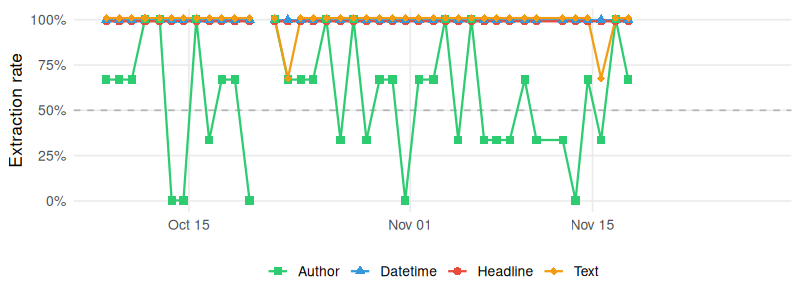 Extraction rate
100%
75%
50%
25%
0%
Oct 15
Nov 01
Nov 15
Author
Datetime
Headline
Text